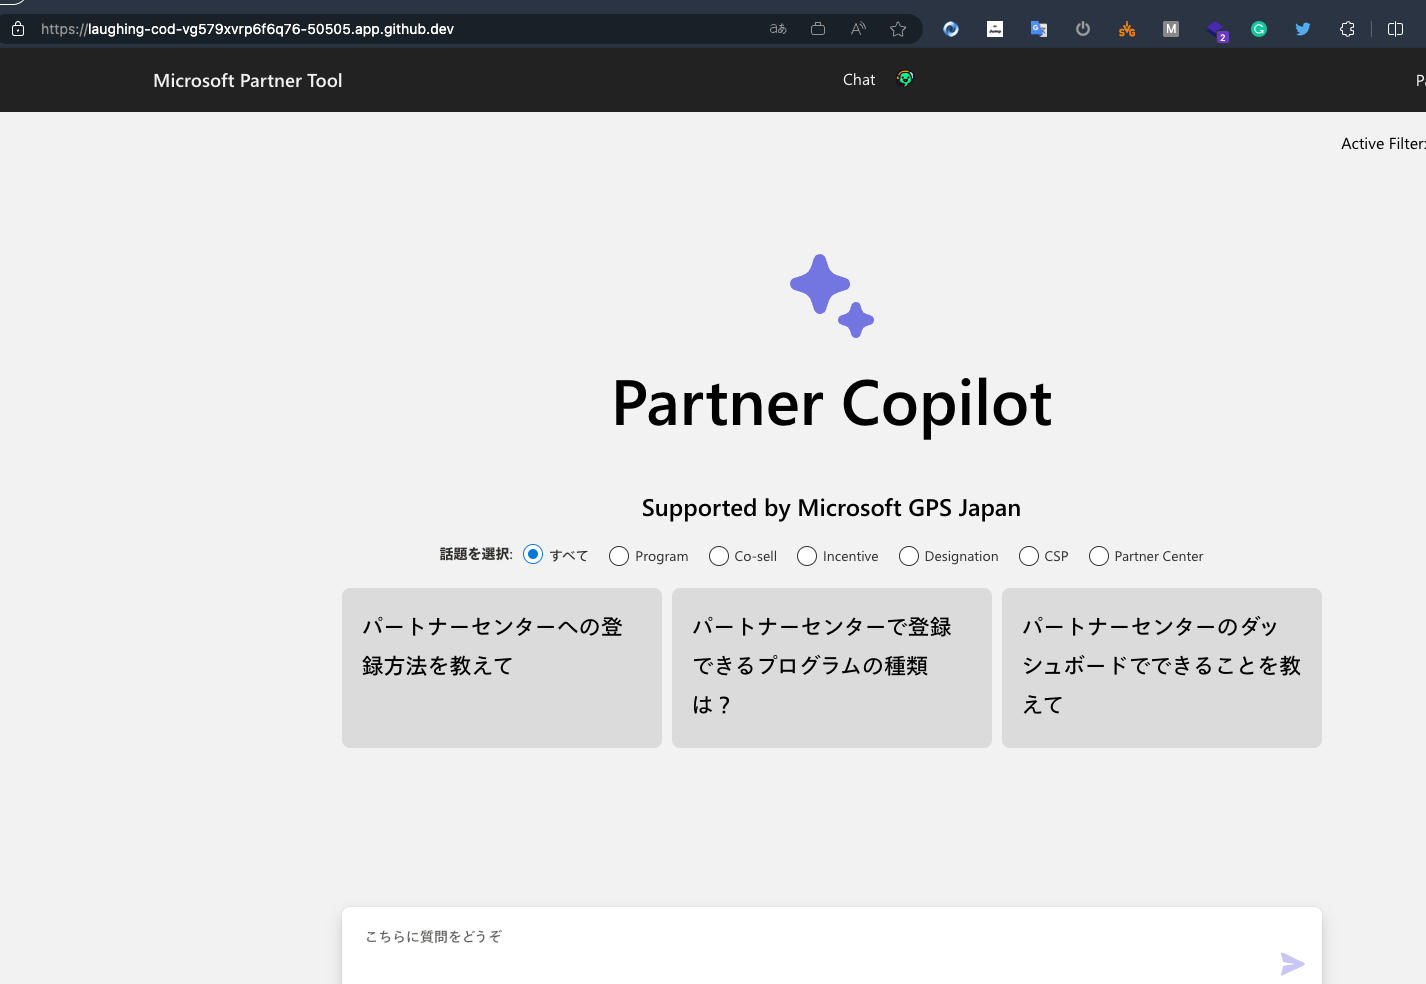 https://laughing-cod-vg579xvrp6f6q76-50505.app.github.dev
Microsoft Partner Tool
Chat
Active Filter:
Partner Copilot
Supported by Microsoft GPS Japan
話題を選択: すべて Program Co-sell Incentive Designation CSP Partner Center
パートナーセンターへの登
録方法を教えて
パートナーセンターで登録
できるプログラムの種類
は？
パートナーセンターのダッ
シュボードでできることを教
えて
こちらに質問をどうぞ